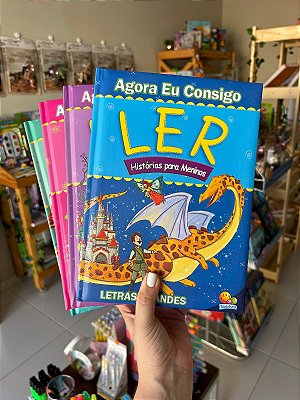 Agora Eu Consigo
LER
Histórias para Meninos
LETRAS GRANDES
A